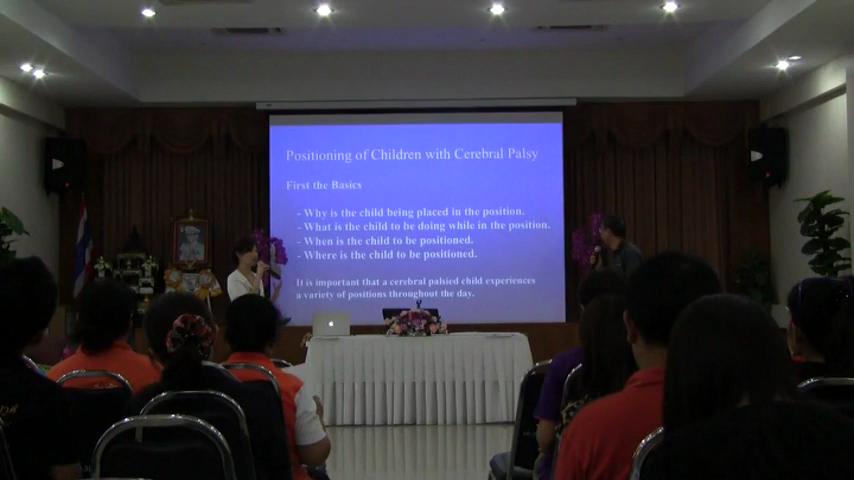 Positioning of Children with Cerebral Palsy
First the Basics
- Why is the child being placed in the position.
- What is the child to be doing while in the position.
- When is the child to be positioned.
- Where is the child to be positioned.
It is important that a cerebral palsied child experiences
a variety of positions throughout the day.